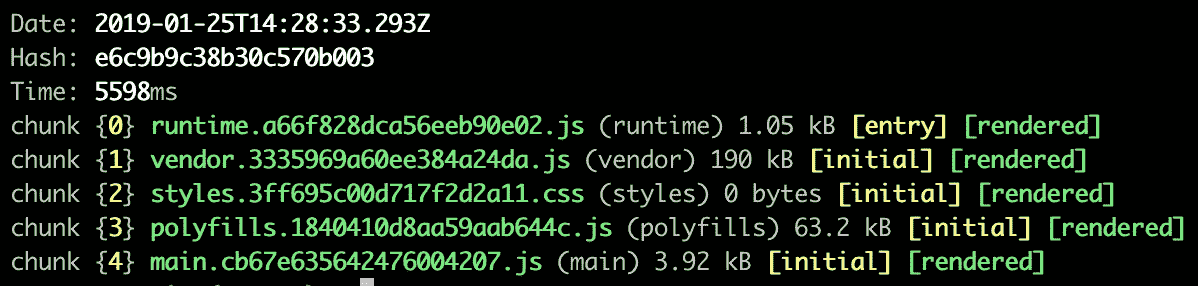 Date: 2019-01-25T14:28:33.293Z
Hash: e6c9b9c38b30c570b003
Time: 5598ms
chunk {0} runtime.a66f828dca56eeb90e02.js (runtime) 1.05 kB [entry] [rendered]
chunk {1} vendor.3335969a60ee384a24da.js (vendor) 190 kB [initial] [rendered]
chunk {2} styles.3ff695c00d717f2d2a11.css (styles) 0 bytes [initial] [rendered]
chunk {3} polyfills.1840410d8aa59aab644c.js (polyfills) 63.2 kB [initial] [rendered]
chunk {4} main.cb67e635642476004207.js (main) 3.92 kB [initial] [rendered]